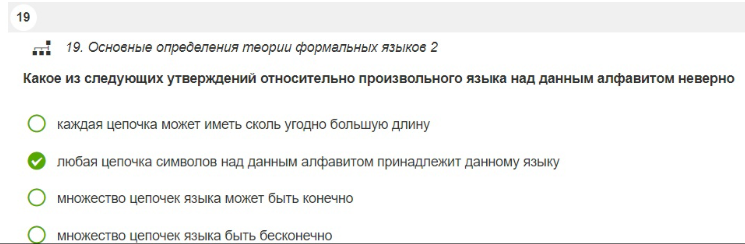 19
19. Основные определения теории формальных языков 2
Какое из следующих утверждений относительно произвольного языка над данным алфавитом неверно
каждая цепочка может иметь сколь угодно большую длину
любая цепочка символов над данным алфавитом принадлежит данному языку
множество цепочек языка может быть конечно
множество цепочек языка быть бесконечно